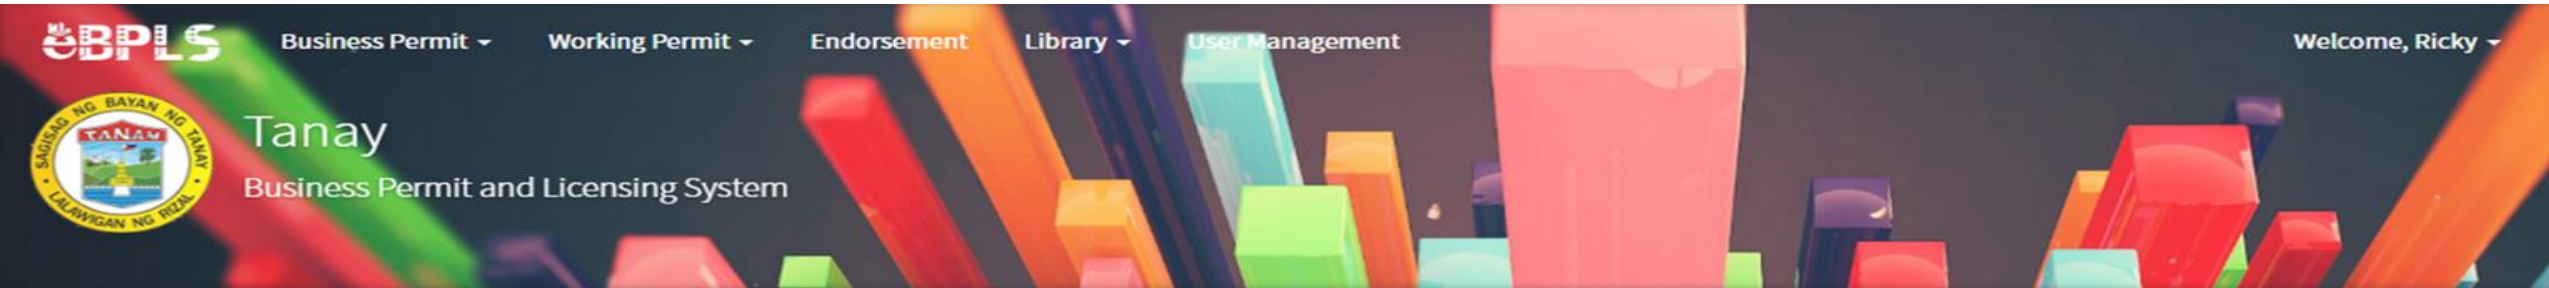 eBPLS
Business Permit
Working Permit
Endorsement
Library
User Management
Welcome, Ricky
SAGISAG NG BAYAN NG TANAY
TANAY
LALAWIGAN NG RIZAL
Tanay
Business Permit and Licensing System